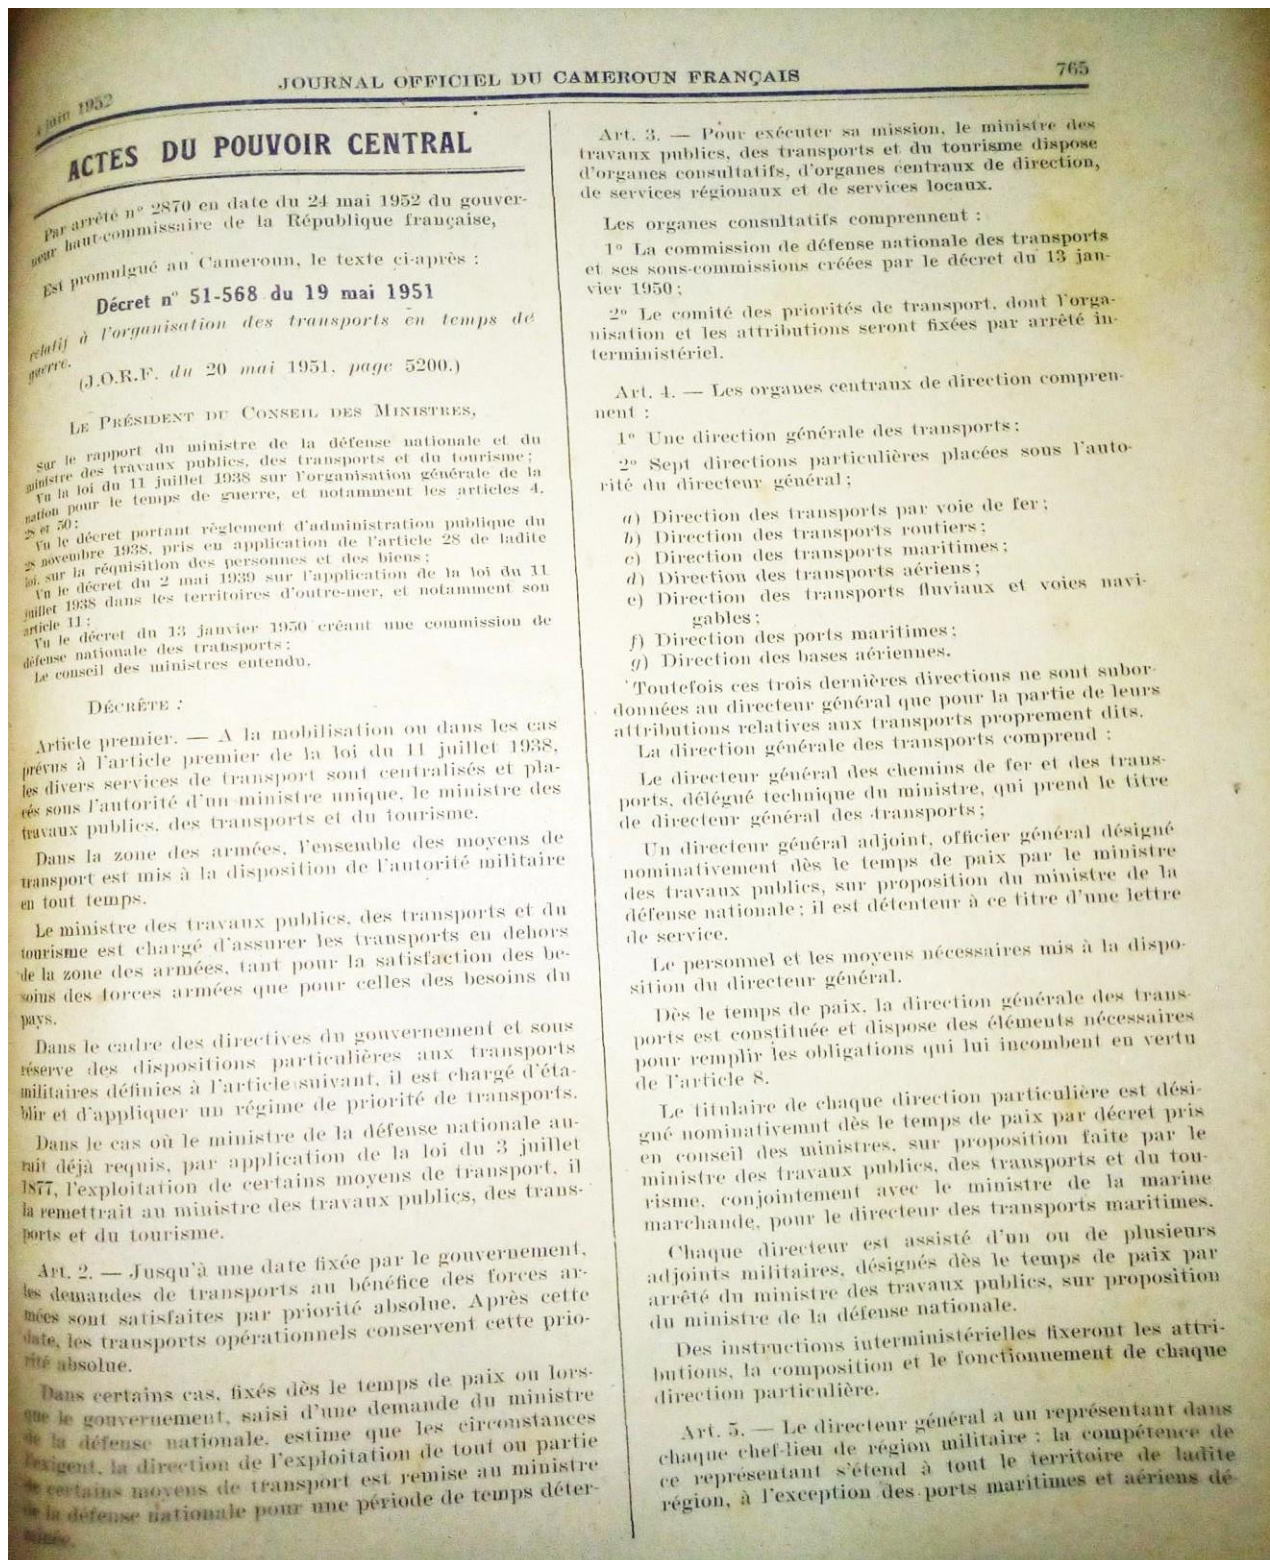 juin 1952
JOURNAL OFFICIEL DU CAMEROUN FRANÇAIS
765
ACTES DU POUVOIR CENTRAL
Par arrêté n° 2870 en date du 24 mai 1952 du gouver-
neur haut-commissaire de la République française,
Est promulgué au Cameroun, le texte ci-après :
Décret n° 51-568 du 19 mai 1951
relatif à l'organisation des transports en temps de
guerre.
(J.O.R.F. du 20 mai 1951, page 5200.)
LE PRÉSIDENT DU CONSEIL DES MINISTRES,
Sur le rapport du ministre de la défense nationale et du
ministre des travaux publics, des transports et du tourisme;
Vu la loi du 11 juillet 1938 sur l'organisation générale de la
nation pour le temps de guerre, et notamment les articles 4,
28 et 50;
Vu le décret portant règlement d'administration publique du
28 novembre 1938, pris en application de l'article 28 de ladite
loi, sur la réquisition des personnes et des biens;
Vu le décret du 2 mai 1939 sur l'application de la loi du 11
juillet 1938 dans les territoires d'outre-mer, et notamment son
article 11;
Vu le décret du 13 janvier 1950 créant une commission de
défense nationale des transports;
Le conseil des ministres entendu,
DÉCRÈTE :
Article premier. — A la mobilisation ou dans les cas
prévus à l'article premier de la loi du 11 juillet 1938,
les divers services de transport sont centralisés et pla-
cés sous l'autorité d'un ministre unique, le ministre des
travaux publics, des transports et du tourisme.
Dans la zone des armées, l'ensemble des moyens de
transport est mis à la disposition de l'autorité militaire
en tout temps.
Le ministre des travaux publics, des transports et du
tourisme est chargé d'assurer les transports en dehors
de la zone des armées, tant pour la satisfaction des be-
soins des forces armées que pour celles des besoins du
pays.
Dans le cadre des directives du gouvernement et sous
réserve des dispositions particulières aux transports
militaires définies à l'article suivant, il est chargé d'éta-
blir et d'appliquer un régime de priorité de transports.
Dans le cas où le ministre de la défense nationale au-
rait déjà requis, par application de la loi du 3 juillet
1877, l'exploitation de certains moyens de transport, il
la remettrait au ministre des travaux publics, des trans-
ports et du tourisme.
Art. 2. — Jusqu'à une date fixée par le gouvernement,
les demandes de transports au bénéfice des forces ar-
mées sont satisfaites par priorité absolue. Après cette
date, les transports opérationnels conservent cette prio-
rité absolue.
Dans certains cas, fixés dès le temps de paix ou lors-
que le gouvernement, saisi d'une demande du ministre
de la défense nationale, estime que les circonstances
l'exigent, la direction de l'exploitation de tout ou partie
de certains moyens de transport est remise au ministre
de la défense nationale pour une période de temps déter-
minée.
Art. 3. — Pour exécuter sa mission, le ministre des
travaux publics, des transports et du tourisme dispose
d'organes consultatifs, d'organes centraux de direction,
de services régionaux et de services locaux.
Les organes consultatifs comprennent :
1° La commission de défense nationale des transports
et ses sous-commissions créées par le décret du 13 jan-
vier 1950;
2° Le comité des priorités de transport, dont l'orga-
nisation et les attributions seront fixées par arrêté in-
terministériel.
Art. 4. — Les organes centraux de direction compren-
nent :
1° Une direction générale des transports;
2° Sept directions particulières placées sous l'auto-
rité du directeur général;
a) Direction des transports par voie de fer;
b) Direction des transports routiers;
c) Direction des transports maritimes;
d) Direction des transports aériens;
e) Direction des transports fluviaux et voies navi-
gables;
f) Direction des ports maritimes;
g) Direction des bases aériennes.
Toutefois ces trois dernières directions ne sont subor-
données au directeur général que pour la partie de leurs
attributions relatives aux transports proprement dits.
La direction générale des transports comprend :
Le directeur général des chemins de fer et des trans-
ports, délégué technique du ministre, qui prend le titre
de directeur général des transports;
Un directeur général adjoint, officier général désigné
nominativement dès le temps de paix par le ministre
des travaux publics, sur proposition du ministre de la
défense nationale; il est détenteur à ce titre d'une lettre
de service.
Le personnel et les moyens nécessaires mis à la dispo-
sition du directeur général.
Dès le temps de paix, la direction générale des trans-
ports est constituée et dispose des éléments nécessaires
pour remplir les obligations qui lui incombent en vertu
de l'article 8.
Le titulaire de chaque direction particulière est dési-
gné nominativemnt dès le temps de paix par décret pris
en conseil des ministres, sur proposition faite par le
ministre des travaux publics, des transports et du tou-
risme, conjointement avec le ministre de la marine
marchande, pour le directeur des transports maritimes.
Chaque directeur est assisté d'un ou de plusieurs
adjoints militaires, désignés dès le temps de paix par
arrêté du ministre des travaux publics, sur proposition
du ministre de la défense nationale.
Des instructions interministérielles fixeront les attri-
butions, la composition et le fonctionnement de chaque
direction particulière.
Art. 5. — Le directeur général a un représentant dans
chaque chef-lieu de région militaire : la compétence de
ce représentant s'étend à tout le territoire de ladite
région, à l'exception des ports maritimes et aériens dé-